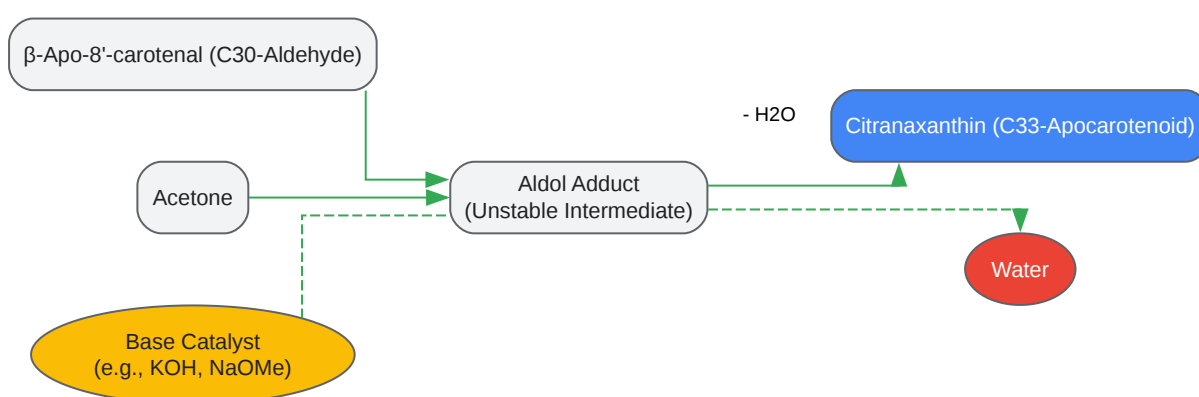 β-Apo-8'-carotenal (C30-Aldehyde)
- H2O
Citranaxanthin (C33-Apocarotenoid)
Acetone
Aldol Adduct
(Unstable Intermediate)
Water
Base Catalyst
(e.g., KOH, NaOMe)